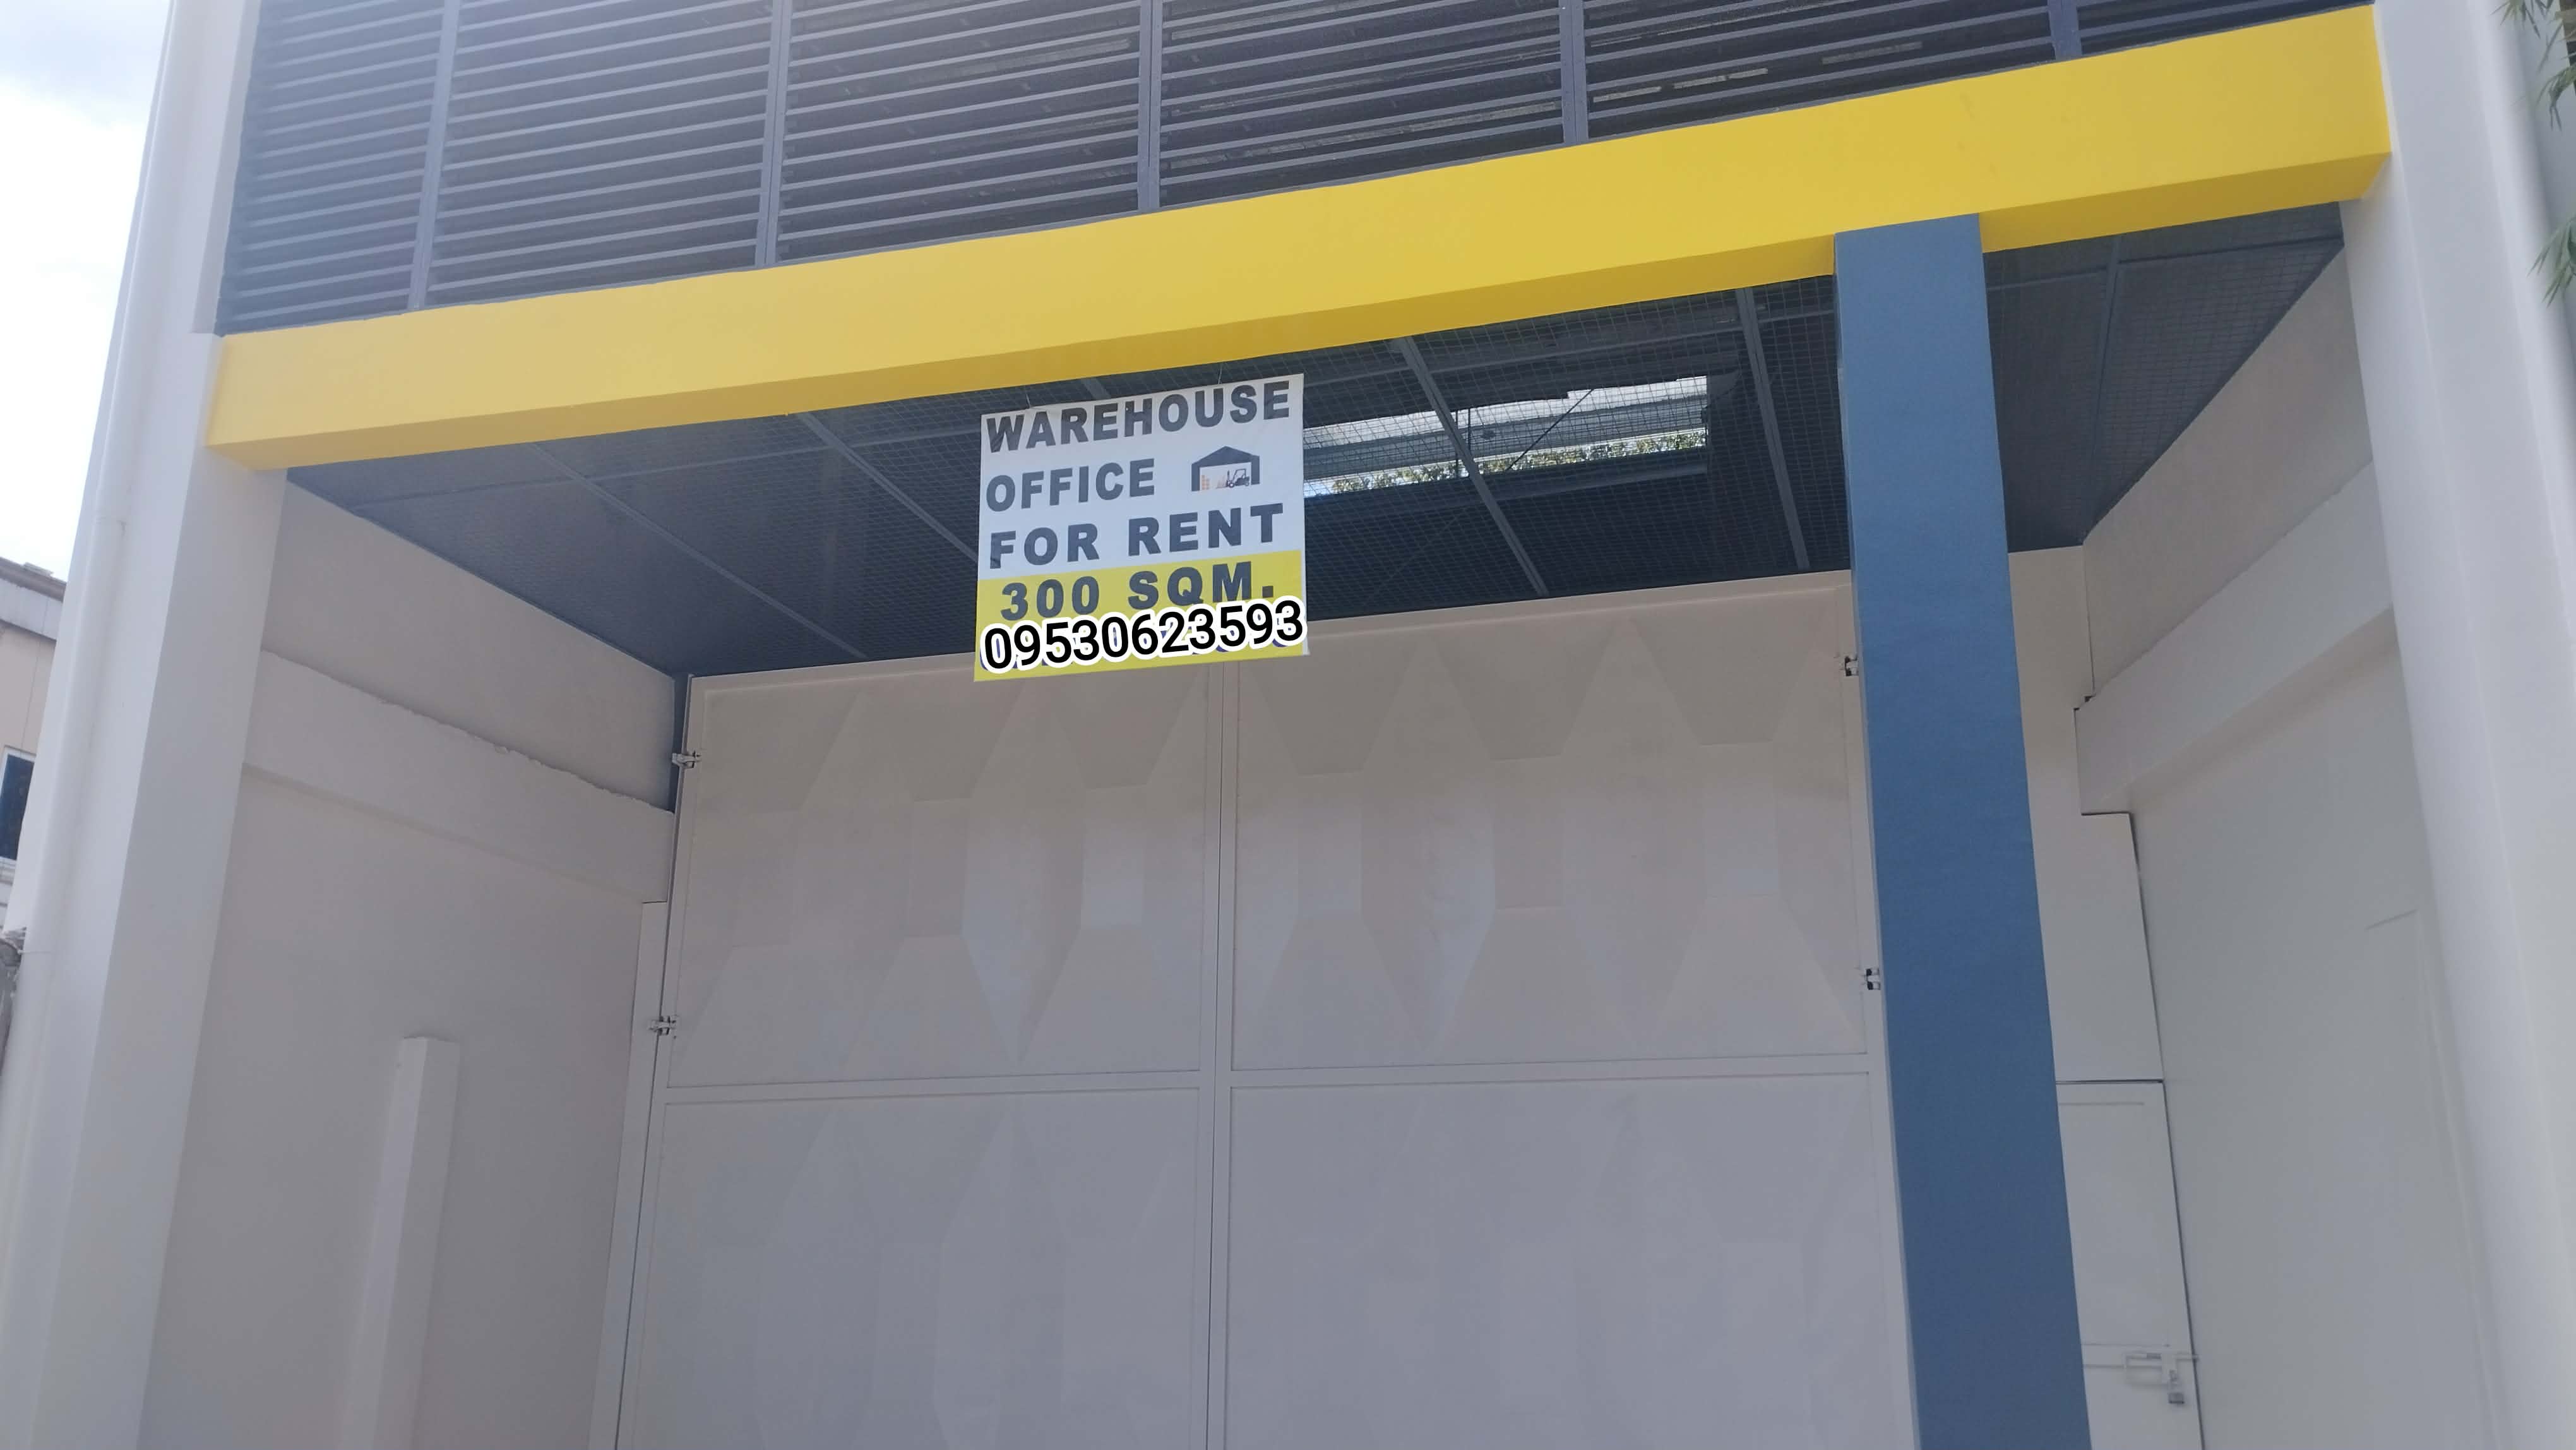 WAREHOUSE
OFFICE
FOR RENT
300 SQM.
09530623593